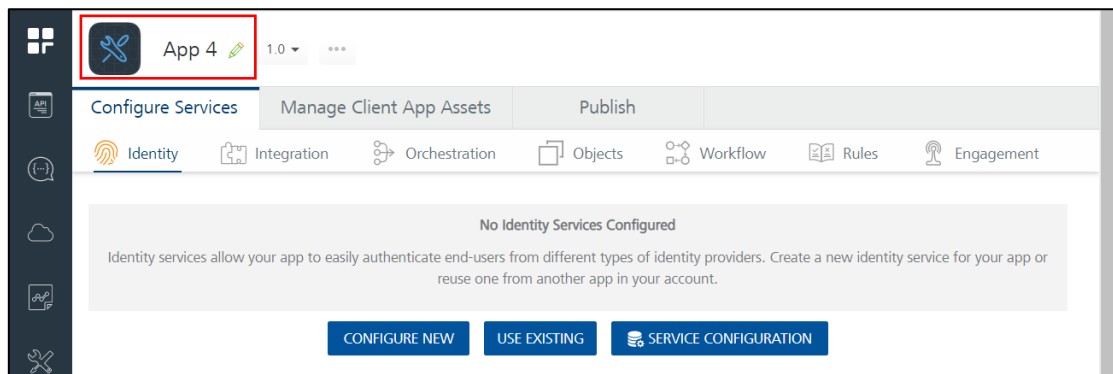 App 4
1.0
Configure Services
Manage Client App Assets
Publish
API
Identity
Integration
Orchestration
Objects
Workflow
Rules
Engagement
No Identity Services Configured
Identity services allow your app to easily authenticate end-users from different types of identity providers. Create a new identity service for your app or
reuse one from another app in your account.
CONFIGURE NEW
USE EXISTING
SERVICE CONFIGURATION